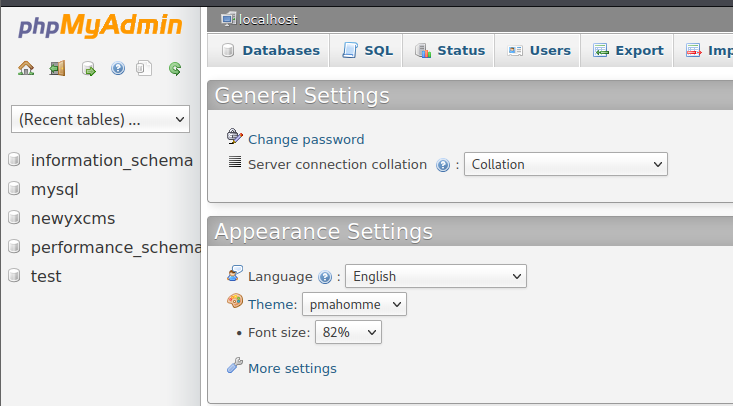 phpMyAdmin
localhost
Databases SQL Status Users Export Imp
(Recent tables) ...
information_schema
mysql
newyxcms
performance_schema
test
General Settings
Change password
Server connection collation : Collation
Appearance Settings
Language : English
Theme: pmahomme
• Font size: 82%
More settings